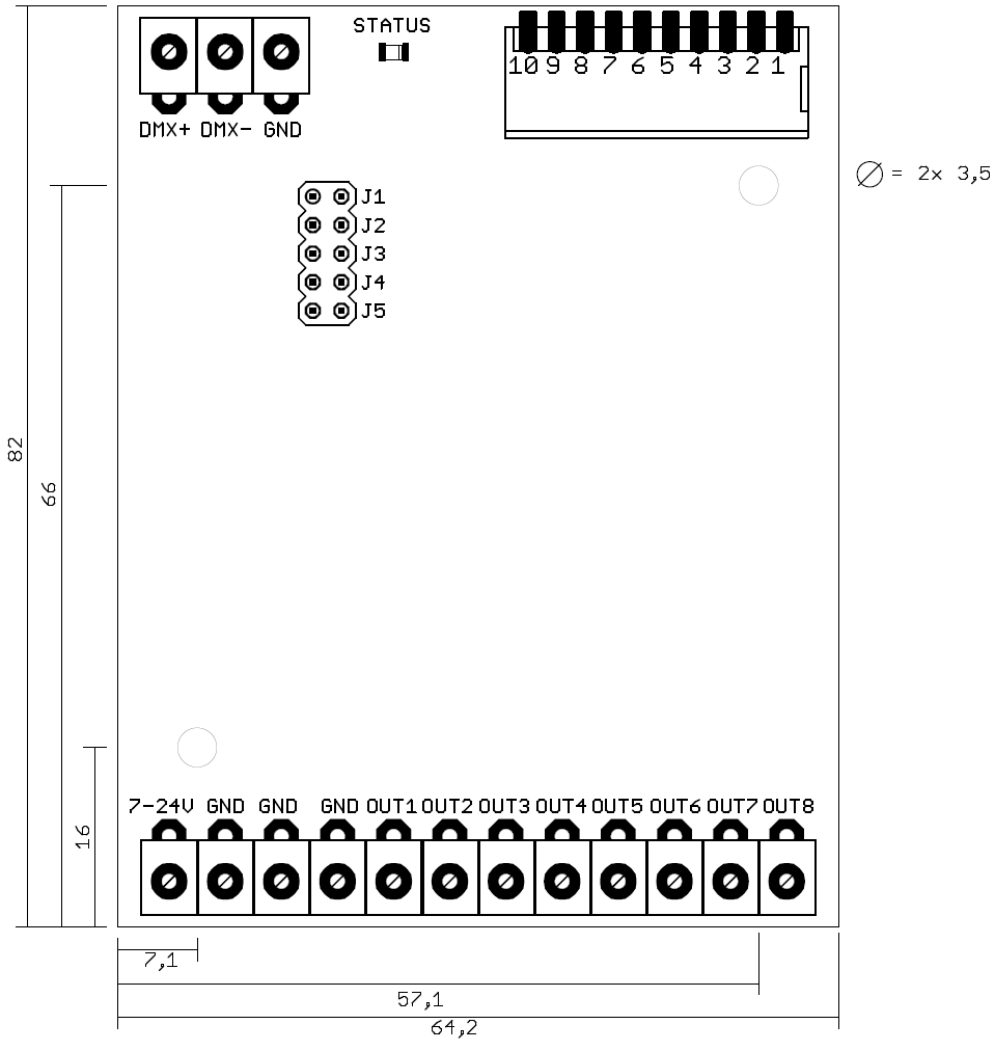 STATUS
10 9 8 7 6 5 4 3 2 1
DMX+ DMX- GND
Ø = 2x 3,5
J1
J2
J3
J4
J5
82
66
16
7-24V GND GND GND OUT1 OUT2 OUT3 OUT4 OUT5 OUT6 OUT7 OUT8
7,1
57,1
64,2